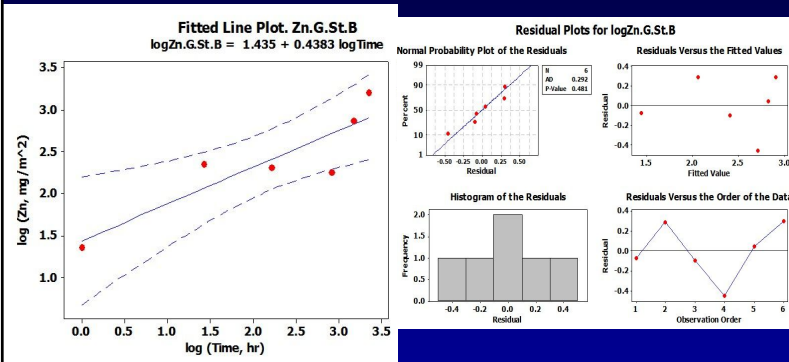 Fitted Line Plot. Zn.G.St.B
logZn.G.St.B = 1.435 + 0.4383 logTime
3.5
3.0
2.5
2.0
1.5
1.0
log (Zn, mg/m^2)
0.0 0.5 1.0 1.5 2.0 2.5 3.0 3.5
log (Time, hr)
Residual Plots for logZn.G.St.B
Normal Probability Plot of the Residuals
99
90
50
10
1
Percent
N 6
AD 0.292
P-Value 0.481
-0.50 -0.25 0.00 0.25 0.50
Residual
Residuals Versus the Fitted Values
0.4
0.2
0.0
-0.2
-0.4
Residual
1.5 2.0 2.5 3.0
Fitted Value
Histogram of the Residuals
2.0
1.5
1.0
0.5
0.0
Frequency
-0.4 -0.2 0.0 0.2 0.4
Residual
Residuals Versus the Order of the Data
0.4
0.2
0.0
-0.2
-0.4
Residual
1 2 3 4 5 6
Observation Order